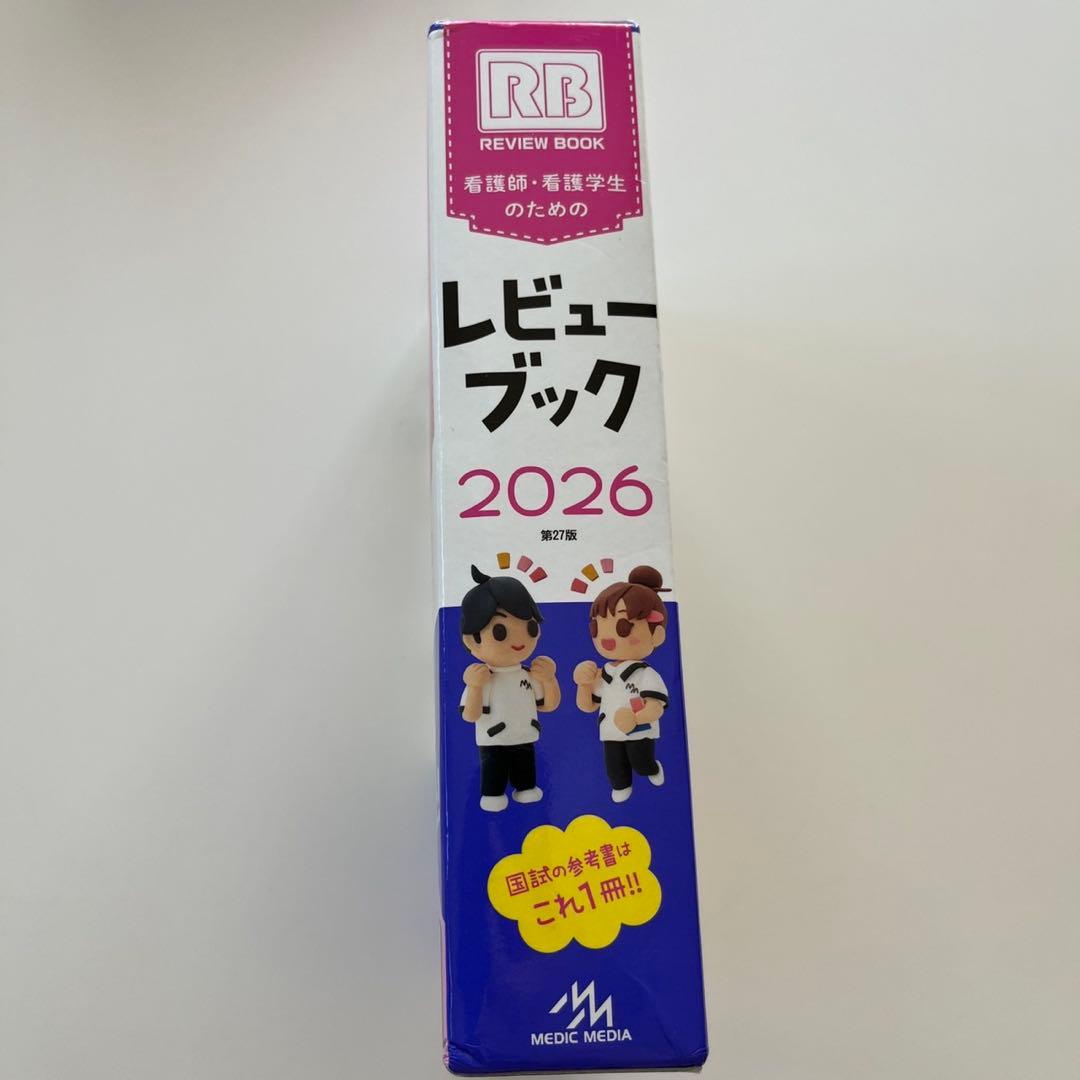 RB
REVIEW BOOK
看護師・看護学生
のための
レビュー
ブック
2026
第27版
国試の参考書は
これ1冊!!
MEDIC MEDIA